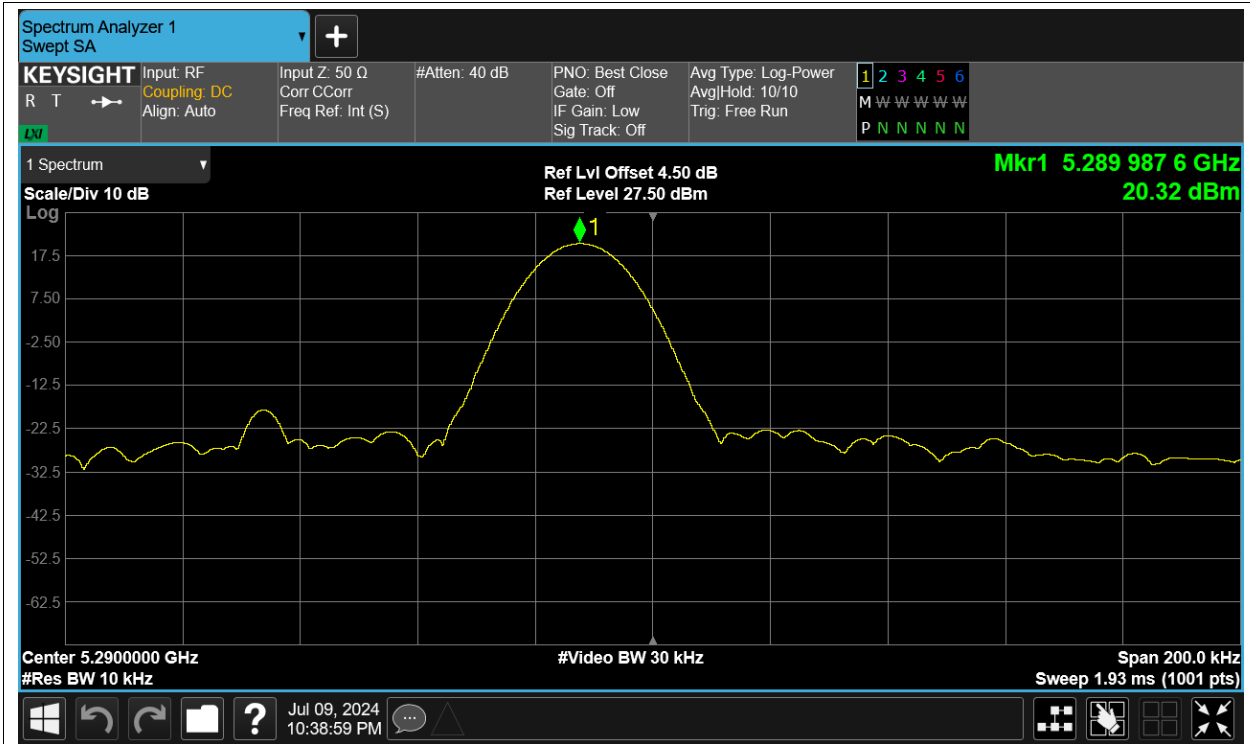 Spectrum Analyzer 1
Swept SA
KEYSIGHT
R T
LXI
Input: RF
Coupling: DC
Align: Auto
Input Z: 50 Ω
Corr CCorr
Freq Ref: Int (S)
#Atten: 40 dB
PNO: Best Close
Gate: Off
IF Gain: Low
Sig Track: Off
Avg Type: Log-Power
Avg|Hold: 10/10
Trig: Free Run
1 2 3 4 5 6
M W W W W W
P N N N N N
1 Spectrum
Scale/Div 10 dB
Log
Ref Lvl Offset 4.50 dB
Ref Level 27.50 dBm
Mkr1 5.289 987 6 GHz
20.32 dBm
1
17.5
7.50
-2.50
-12.5
-22.5
-32.5
-42.5
-52.5
-62.5
Center 5.2900000 GHz
#Res BW 10 kHz
#Video BW 30 kHz
Span 200.0 kHz
Sweep 1.93 ms (1001 pts)
?
Jul 09, 2024
10:38:59 PM